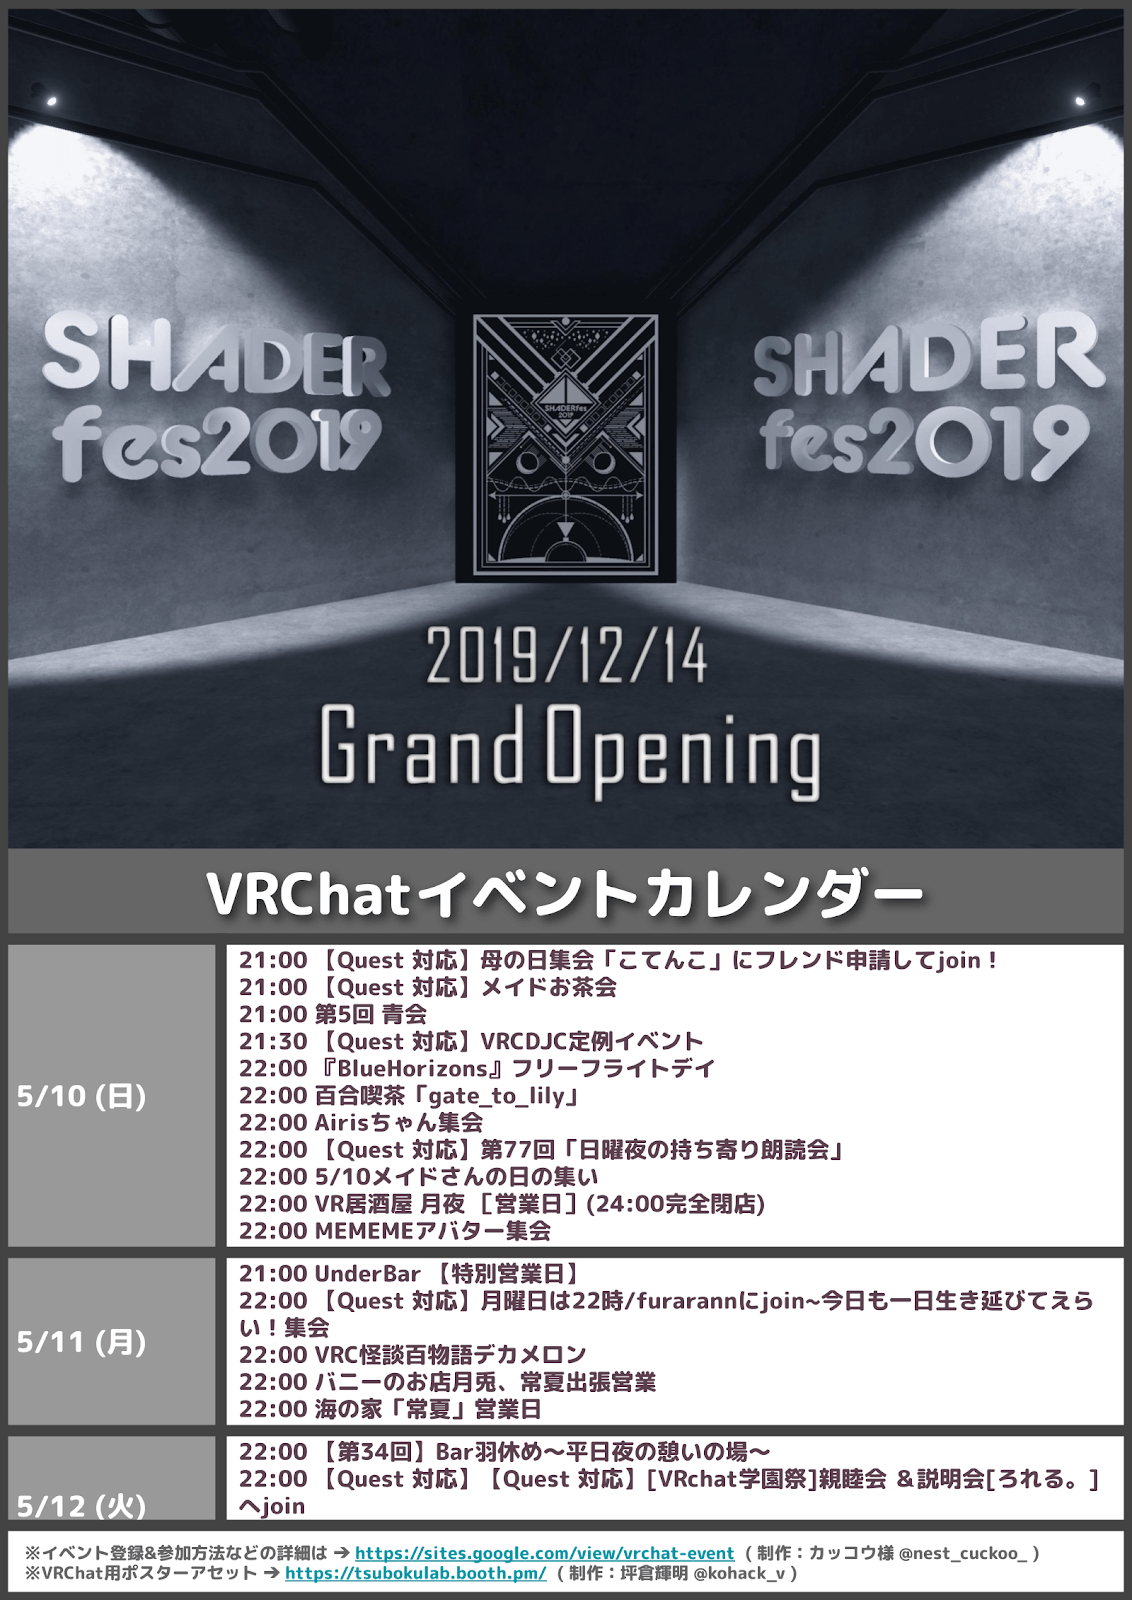 SHADER
fes2019
SHADER
fes2019
SHADERfes
2019
2019/12/14
Grand Opening
VRChatイベントカレンダー
5/10 (日)
21:00 【Quest 対応】母の日集会「こてんこ」にフレンド申請してjoin！
21:00 【Quest 対応】メイドお茶会
21:00 第5回 青会
21:30 【Quest 対応】VRCDJC定例イベント
22:00 『BlueHorizons』フリーフライトデイ
22:00 百合喫茶「gate_to_lily」
22:00 Airisちゃん集会
22:00 【Quest 対応】第77回「日曜夜の持ち寄り朗読会」
22:00 5/10メイドさんの日の集い
22:00 VR居酒屋 月夜 ［営業日］(24:00完全閉店)
22:00 MEMEMEアバター集会
5/11 (月)
21:00 UnderBar 【特別営業日】
22:00 【Quest 対応】月曜日は22時/furarannにjoin~今日も一日生き延びてえら
い！集会
22:00 VRC怪談百物語デカメロン
22:00 バニーのお店月兎、常夏出張営業
22:00 海の家「常夏」営業日
5/12 (火)
22:00 【第34回】Bar羽休め～平日夜の憩いの場～
22:00 【Quest 対応】【Quest 対応】[VRchat学園祭]親睦会 ＆説明会[ろれる。]
へjoin
※イベント登録&参加方法などの詳細は → https://sites.google.com/view/vrchat-event （ 制作：カッコウ様 @nest_cuckoo_ ）
※VRChat用ポスターアセット → https://tsubokulab.booth.pm/ （ 制作：坪倉輝明 @kohack_v ）